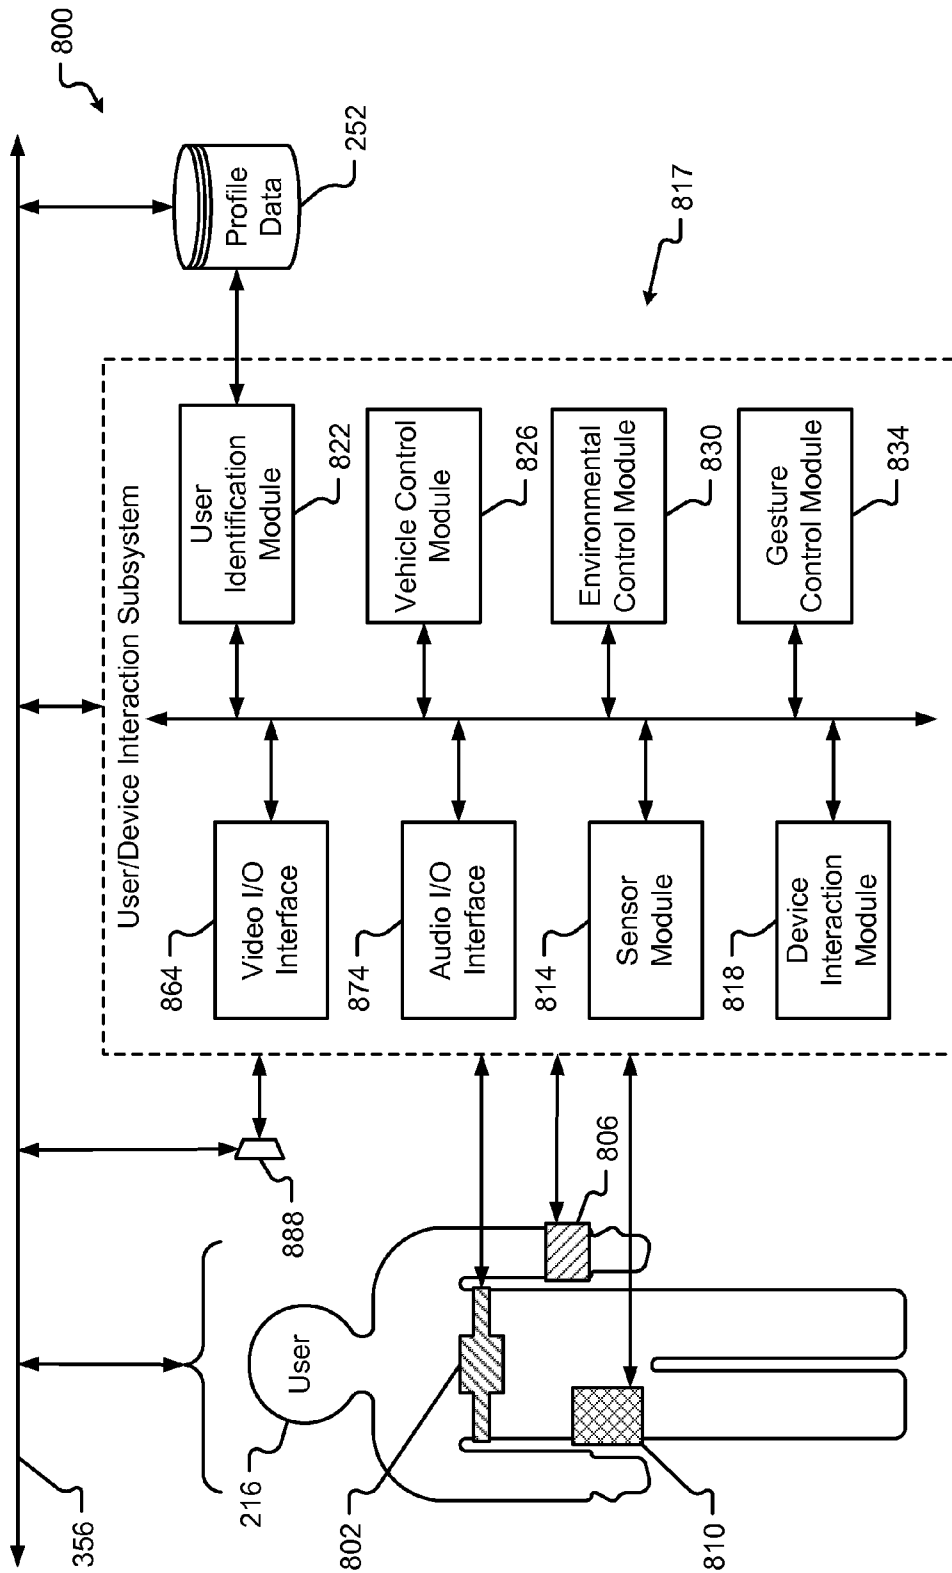 800
356
216
User
802
810
806
888
252
Profile
Data
817
User/Device Interaction Subsystem
864
Video I/O
Interface
874
Audio I/O
Interface
814
Sensor
Module
818
Device
Interaction
Module
User
Identification
Module
822
Vehicle Control
Module
826
Environmental
Control Module
830
Gesture
Control Module
834